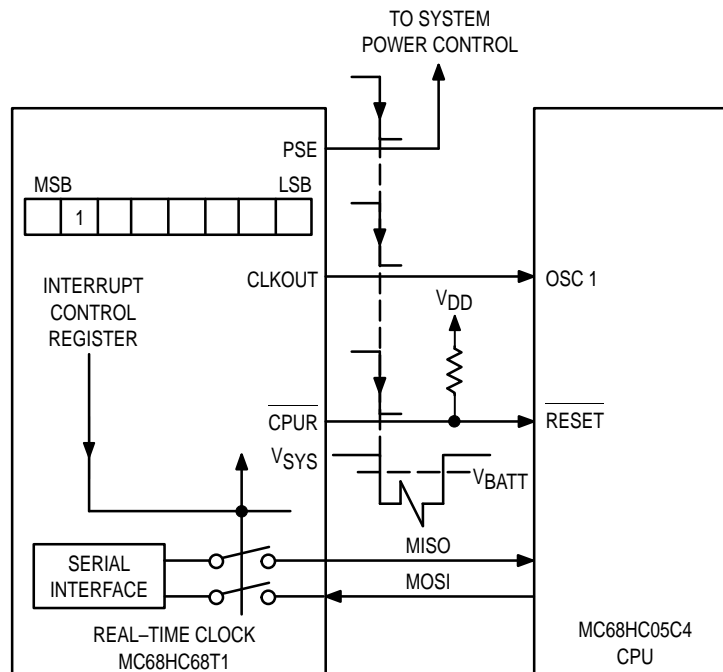 TO SYSTEM
POWER CONTROL
PSE
MSB LSB
1
CLKOUT
OSC 1
INTERRUPT
CONTROL
REGISTER
VDD
CPUR
RESET
VSYS
VBATT
SERIAL
INTERFACE
MISO
MOSI
REAL–TIME CLOCK
MC68HC68T1
MC68HC05C4
CPU